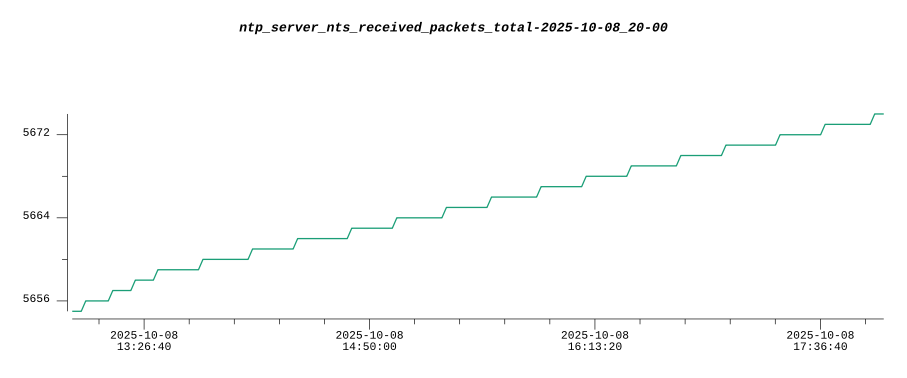 ntp_server_nts_received_packets_total-2025-10-08_20-00
5672
5664
5656
2025-10-08 2025-10-08 2025-10-08 2025-10-08
13:26:40 14:50:00 16:13:20 17:36:40